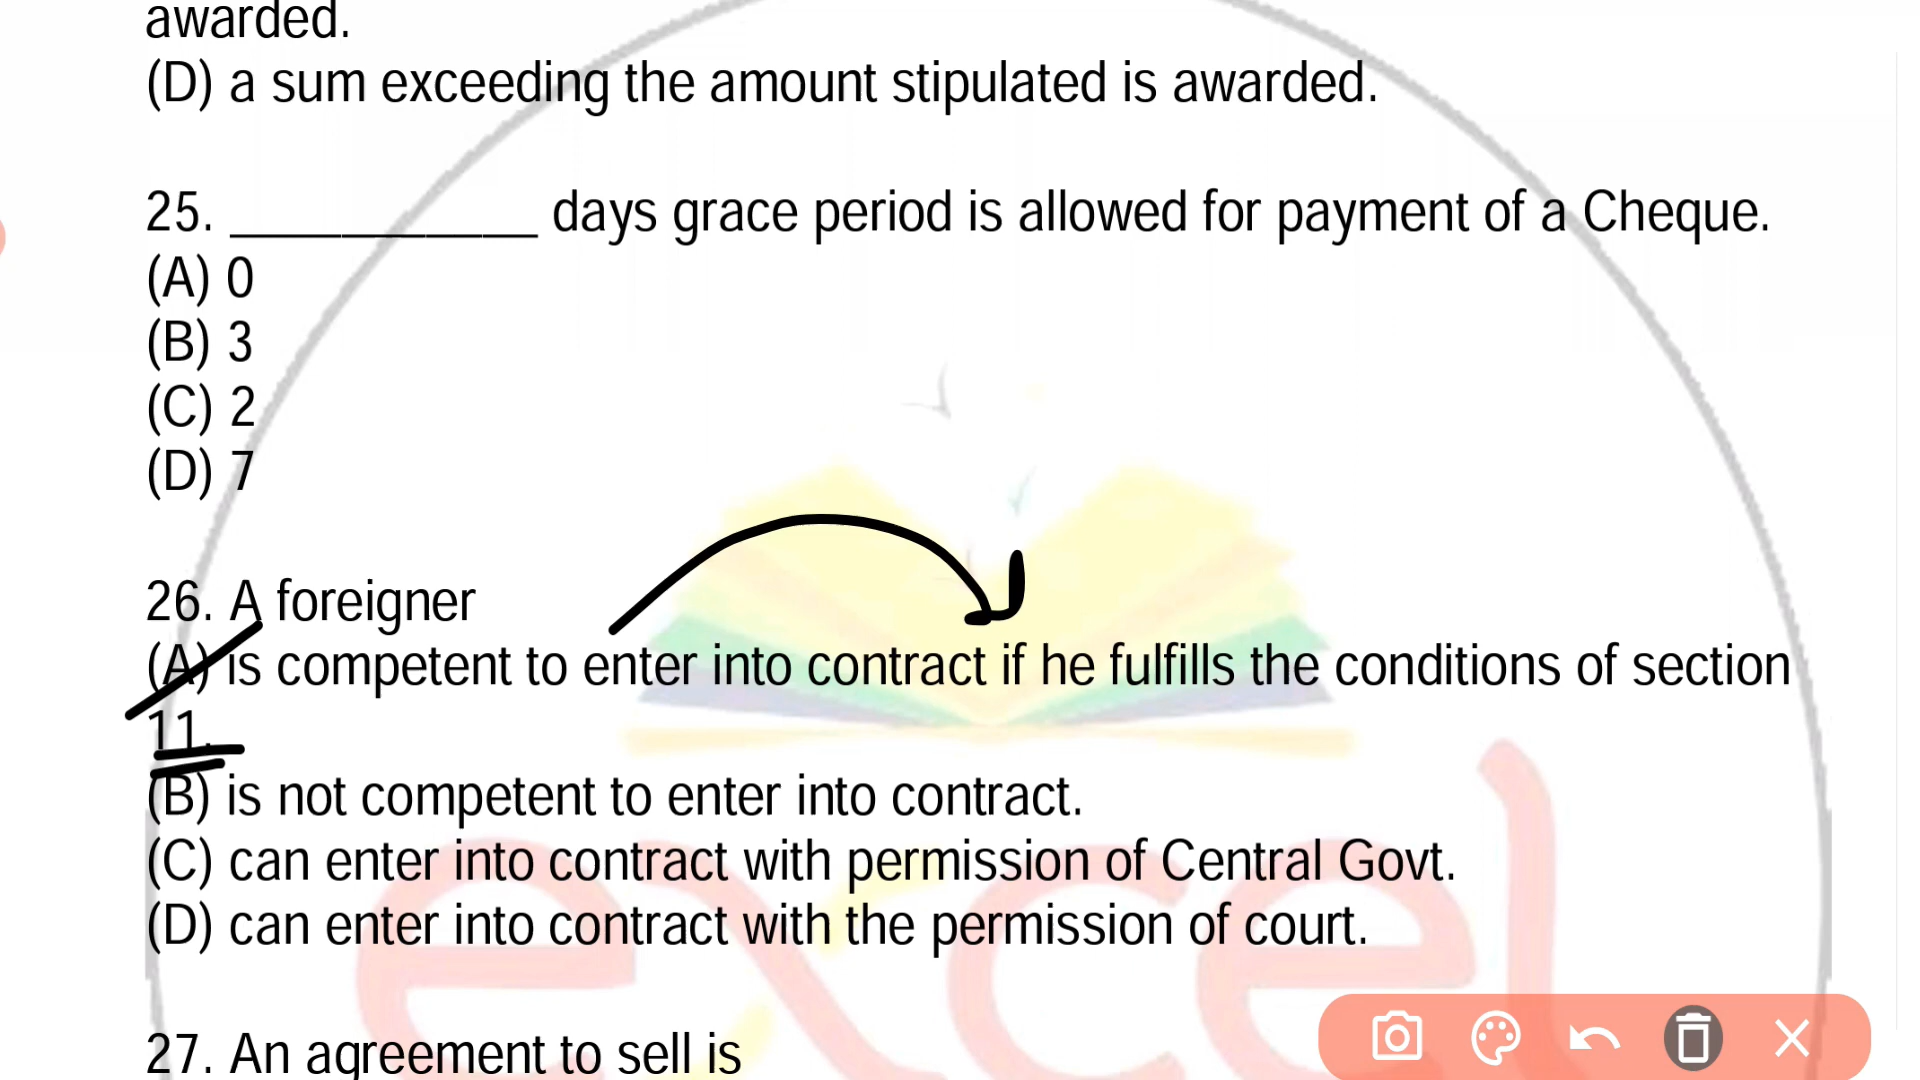 awarded.
(D) a sum exceeding the amount stipulated is awarded.
25. ___________ days grace period is allowed for payment of a Cheque.
(A) 0
(B) 3
(C) 2
(D) 7
26. A foreigner
(A) is competent to enter into contract if he fulfills the conditions of section
11.
(B) is not competent to enter into contract.
(C) can enter into contract with permission of Central Govt.
(D) can enter into contract with the permission of court.
excel
27. An agreement to sell is